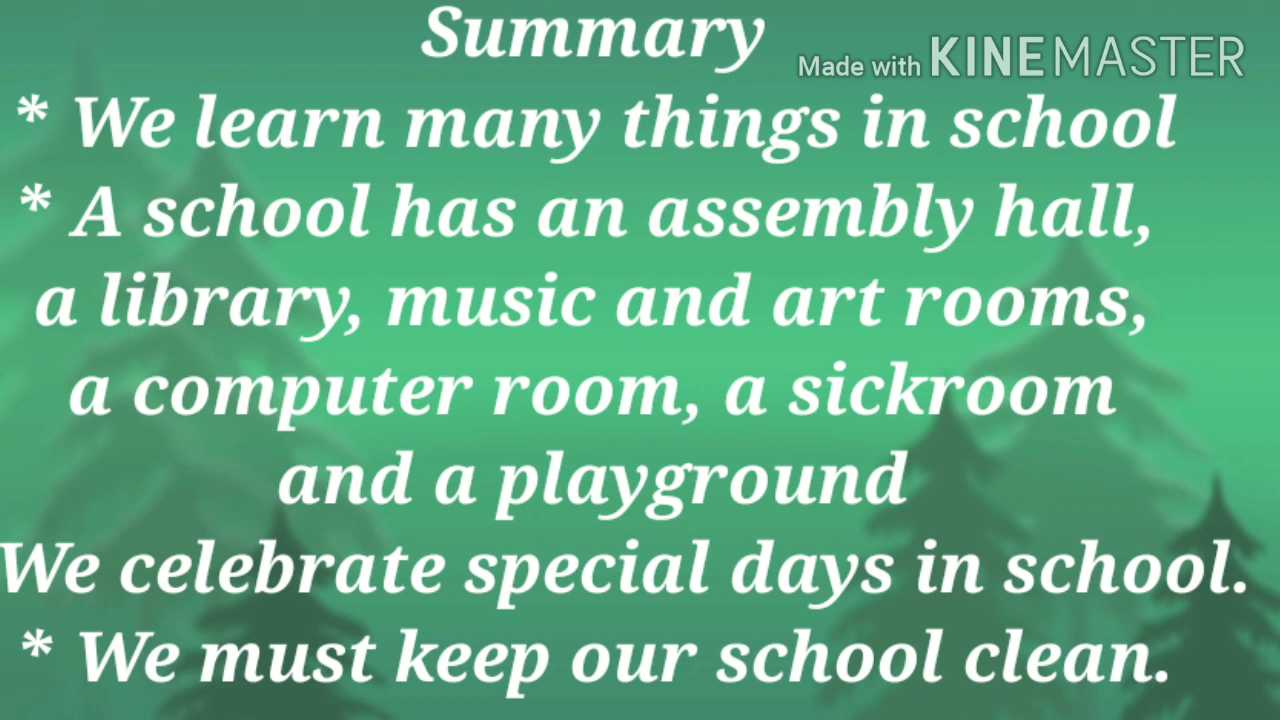 Summary
Made with KINEMASTER
* We learn many things in school
* A school has an assembly hall,
a library, music and art rooms,
a computer room, a sickroom
and a playground
We celebrate special days in school.
* We must keep our school clean.